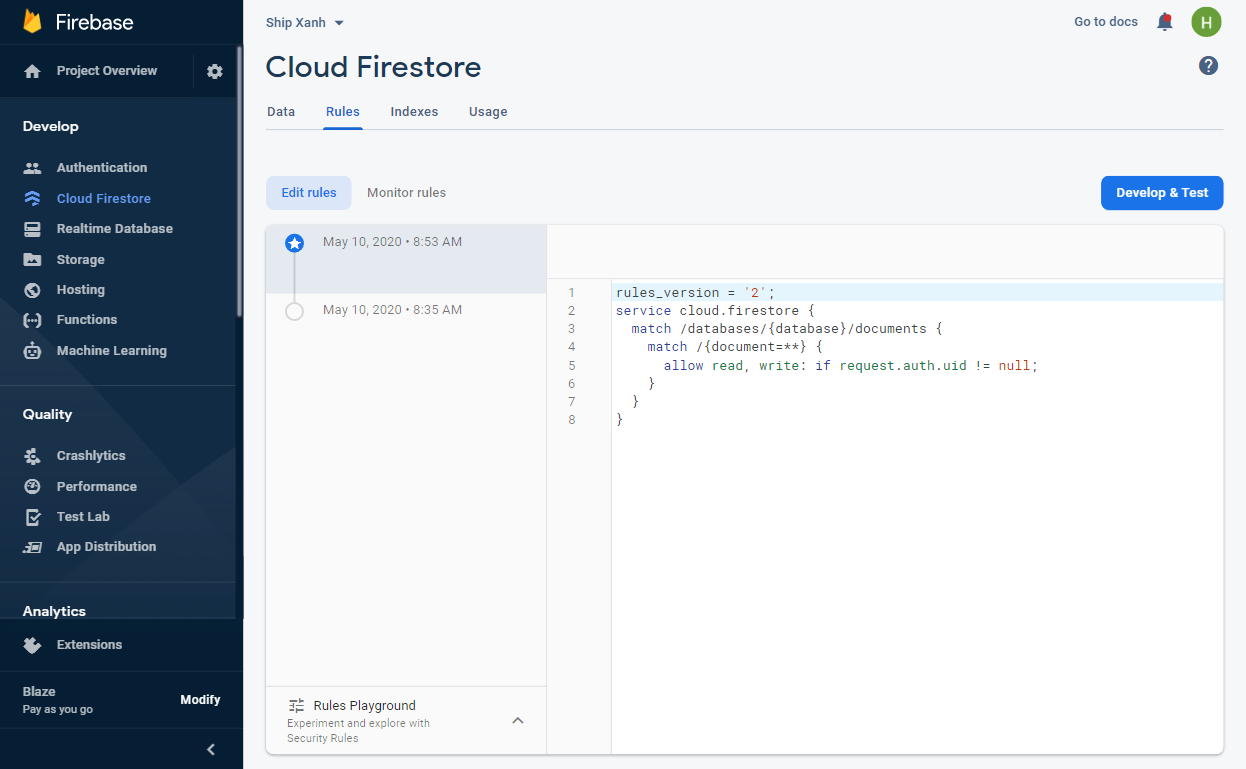 Firebase
Project Overview
Develop
Authentication
Cloud Firestore
Realtime Database
Storage
Hosting
Functions
Machine Learning
Quality
Crashlytics
Performance
Test Lab
App Distribution
Analytics
Extensions
Blaze
Pay as you go
Modify
Ship Xanh
Go to docs
H
Cloud Firestore
?
Data Rules Indexes Usage
Edit rules Monitor rules
Develop & Test
May 10, 2020 • 8:53 AM
May 10, 2020 • 8:35 AM
1 rules_version = '2';
2 service cloud.firestore {
3 match /databases/{database}/documents {
4 match /{document=**} {
5 allow read, write: if request.auth.uid != null;
6 }
7 }
8 }
Rules Playground
Experiment and explore with
Security Rules